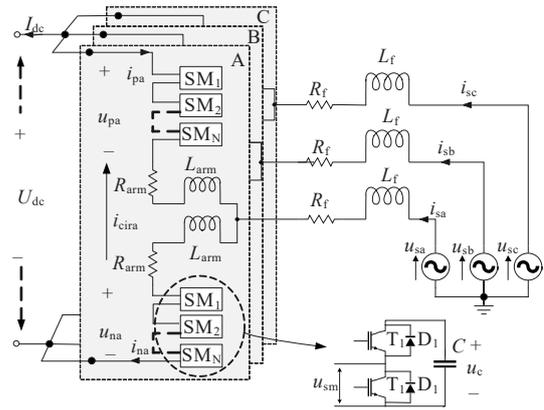 I_dc
C
B
A
+
i_pa
SM_1
u_pa
SM_2
SM_N
−
R_arm
L_arm
i_cira
L_arm
R_arm
+
SM_1
u_na
SM_2
−
i_na
SM_N
+
U_dc
−
L_f
R_f
i_sc
L_f
R_f
i_sb
L_f
R_f
i_sa
u_sa
u_sb
u_sc
T_1
D_1
C
+
u_sm
T_1
D_1
u_c
−